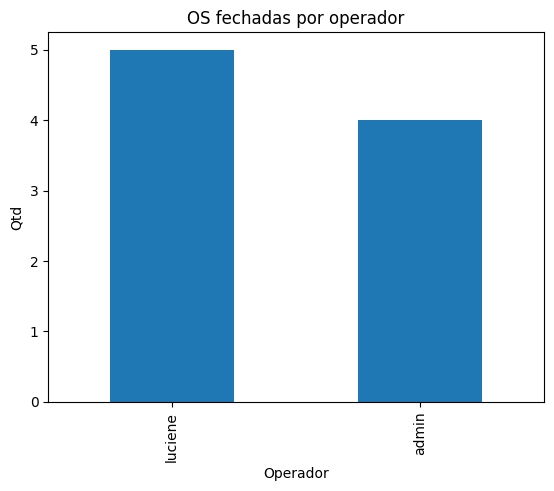 OS fechadas por operador
5
4
3
2
1
0
Qtd
luciene
admin
Operador